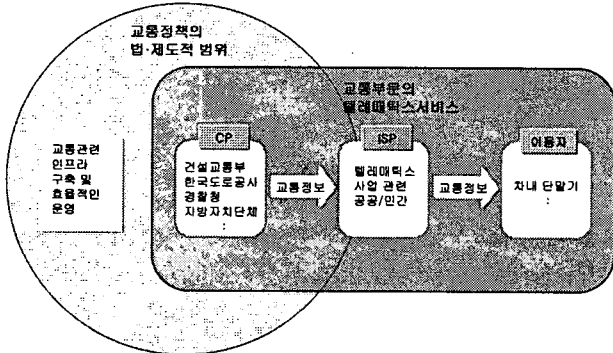 교통정책의
법·제도적 범위
교통부문의
텔레매틱스서비스
교통관련
인프라
구축 및
효율적인
운영
CP
건설교통부
한국도로공사
경찰청
지방자치단체
:
교통정보
ISP
텔레매틱스
사업 관련
공공/민간
교통정보
이용자
차내 단말기
: